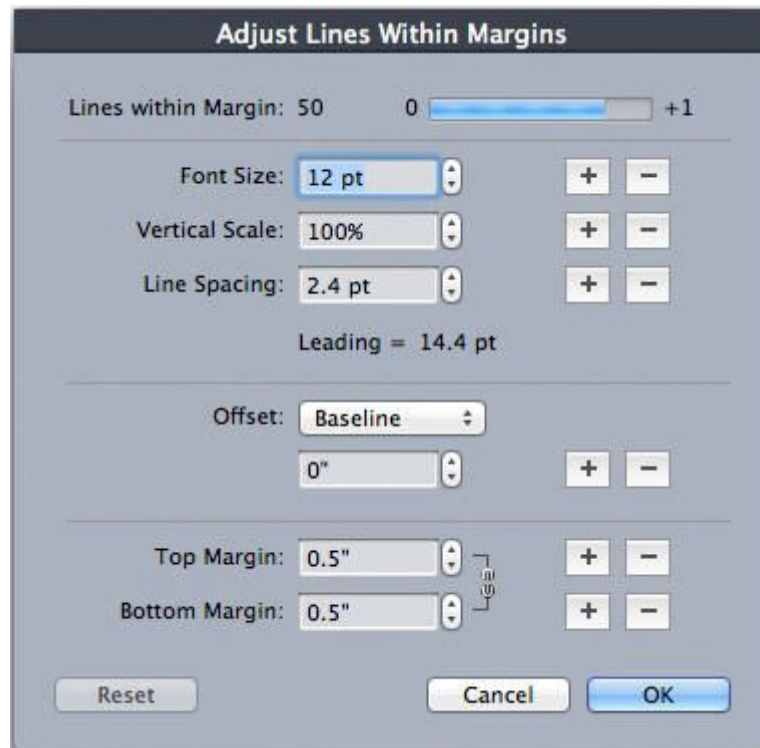 Adjust Lines Within Margins
Lines within Margin: 50 0 +1
Font Size: 12 pt + −
Vertical Scale: 100% + −
Line Spacing: 2.4 pt + −
Leading = 14.4 pt
Offset: Baseline
0" + −
Top Margin: 0.5" + −
Bottom Margin: 0.5" + −
Reset Cancel OK